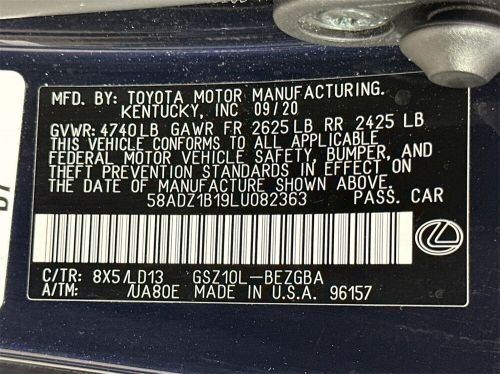 MFD. BY: TOYOTA MOTOR MANUFACTURING.
KENTUCKY, INC 09/20
GVWR: 4740 LB GAWR FR 2625 LB RR 2425 LB
THIS VEHICLE CONFORMS TO ALL APPLICABLE
FEDERAL MOTOR VEHICLE SAFETY, BUMPER, AND
THEFT PREVENTION STANDARDS IN EFFECT ON
THE DATE OF MANUFACTURE SHOWN ABOVE.
58ADZ1B19LU082363 PASS. CAR
C/TR: 8X5/LD13 GSZ10L-BEZGBA
A/TM: /UA80E MADE IN U.S.A. 96157